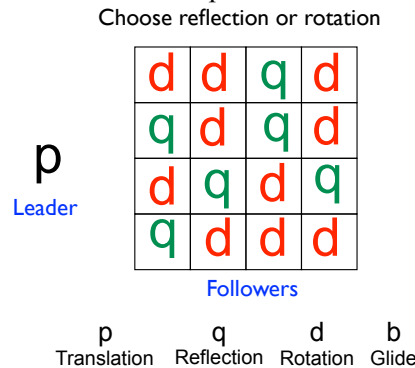 Choose reflection or rotation
d d q d
q d q d
p
d q d q
Leader
q d d d
Followers
p q d b
Translation Reflection Rotation Glide